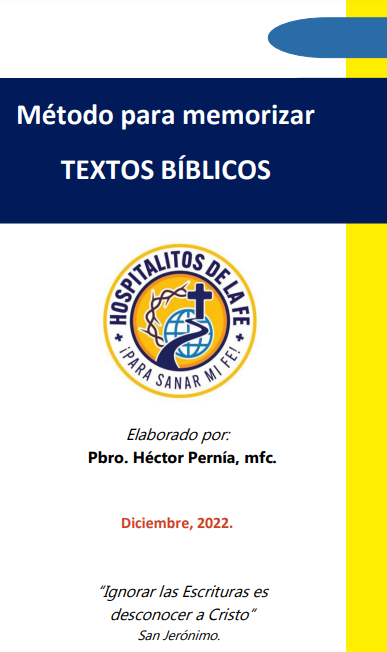 Método para memorizar
TEXTOS BÍBLICOS
HOSPITALITOS DE LA FE
¡PARA SANAR MI FE!
Elaborado por:
Pbro. Héctor Pernía, mfc.
Diciembre, 2022.
“Ignorar las Escrituras es
desconocer a Cristo”
San Jerónimo.